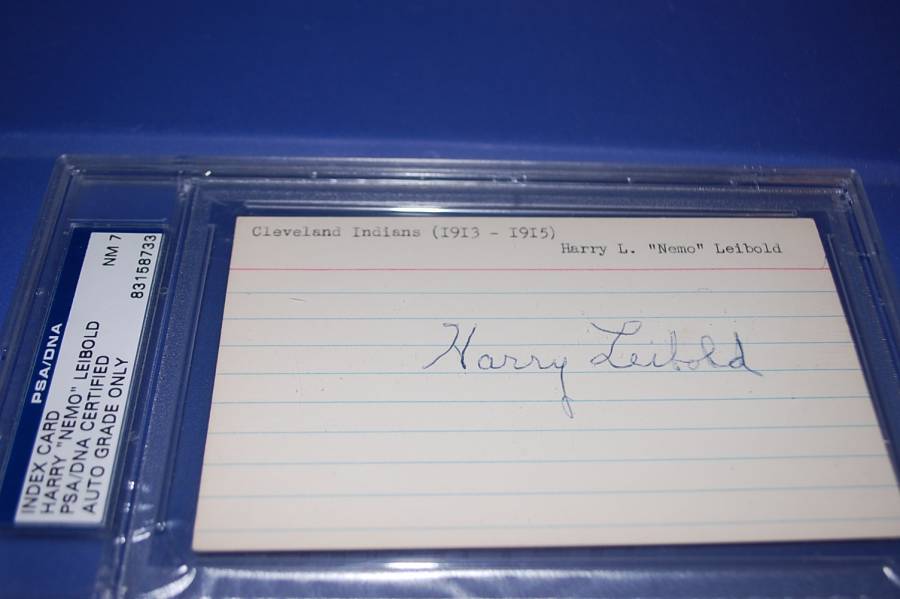 Cleveland Indians (1913 - 1915)
Harry L. "Nemo" Leibold
Harry Leibold
PSA/DNA
INDEX CARD
HARRY "NEMO" LEIBOLD
PSA/DNA CERTIFIED
AUTO GRADE ONLY
NM 7
83158733